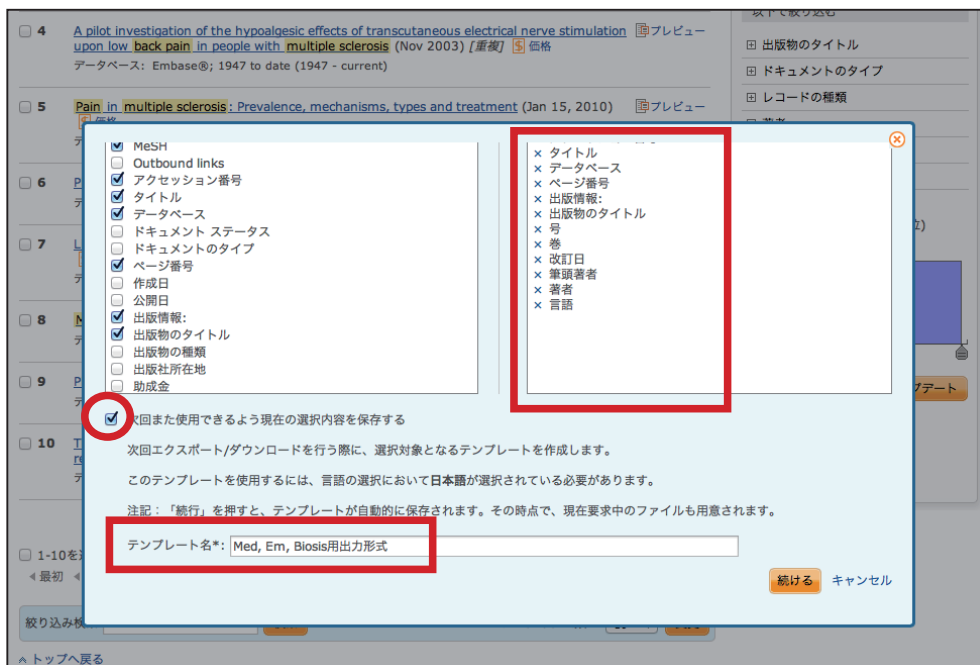 4 A pilot investigation of the hypoalgesic effects of transcutaneous electrical nerve stimulation プレビュー
upon low back pain in people with multiple sclerosis (Nov 2003) [重複] $ 価格
データベース: Embase®; 1947 to date (1947 - current)
5 Pain in multiple sclerosis: Prevalence, mechanisms, types and treatment (Jan 15, 2010) プレビュー
6
7
8
9
10
以下で絞り込む
出版物のタイトル
ドキュメントのタイプ
レコードの種類
MeSH
Outbound links
アクセッション番号
タイトル
データベース
ドキュメント ステータス
ドキュメントのタイプ
ページ番号
作成日
公開日
出版情報:
出版物のタイトル
出版物の種類
出版社所在地
助成金
× タイトル
× データベース
× ページ番号
× 出版情報:
× 出版物のタイトル
× 号
× 巻
× 改訂日
× 筆頭著者
× 著者
× 言語
次回また使用できるよう現在の選択内容を保存する
次回エクスポート/ダウンロードを行う際に、選択対象となるテンプレートを作成します。
このテンプレートを使用するには、言語の選択において日本語が選択されている必要があります。
注記：「続行」を押すと、テンプレートが自動的に保存されます。その時点で、現在要求中のファイルも用意されます。
テンプレート名*: Med, Em, Biosis用出力形式
続ける キャンセル
1-10を
最初
絞り込み検
トップへ戻る